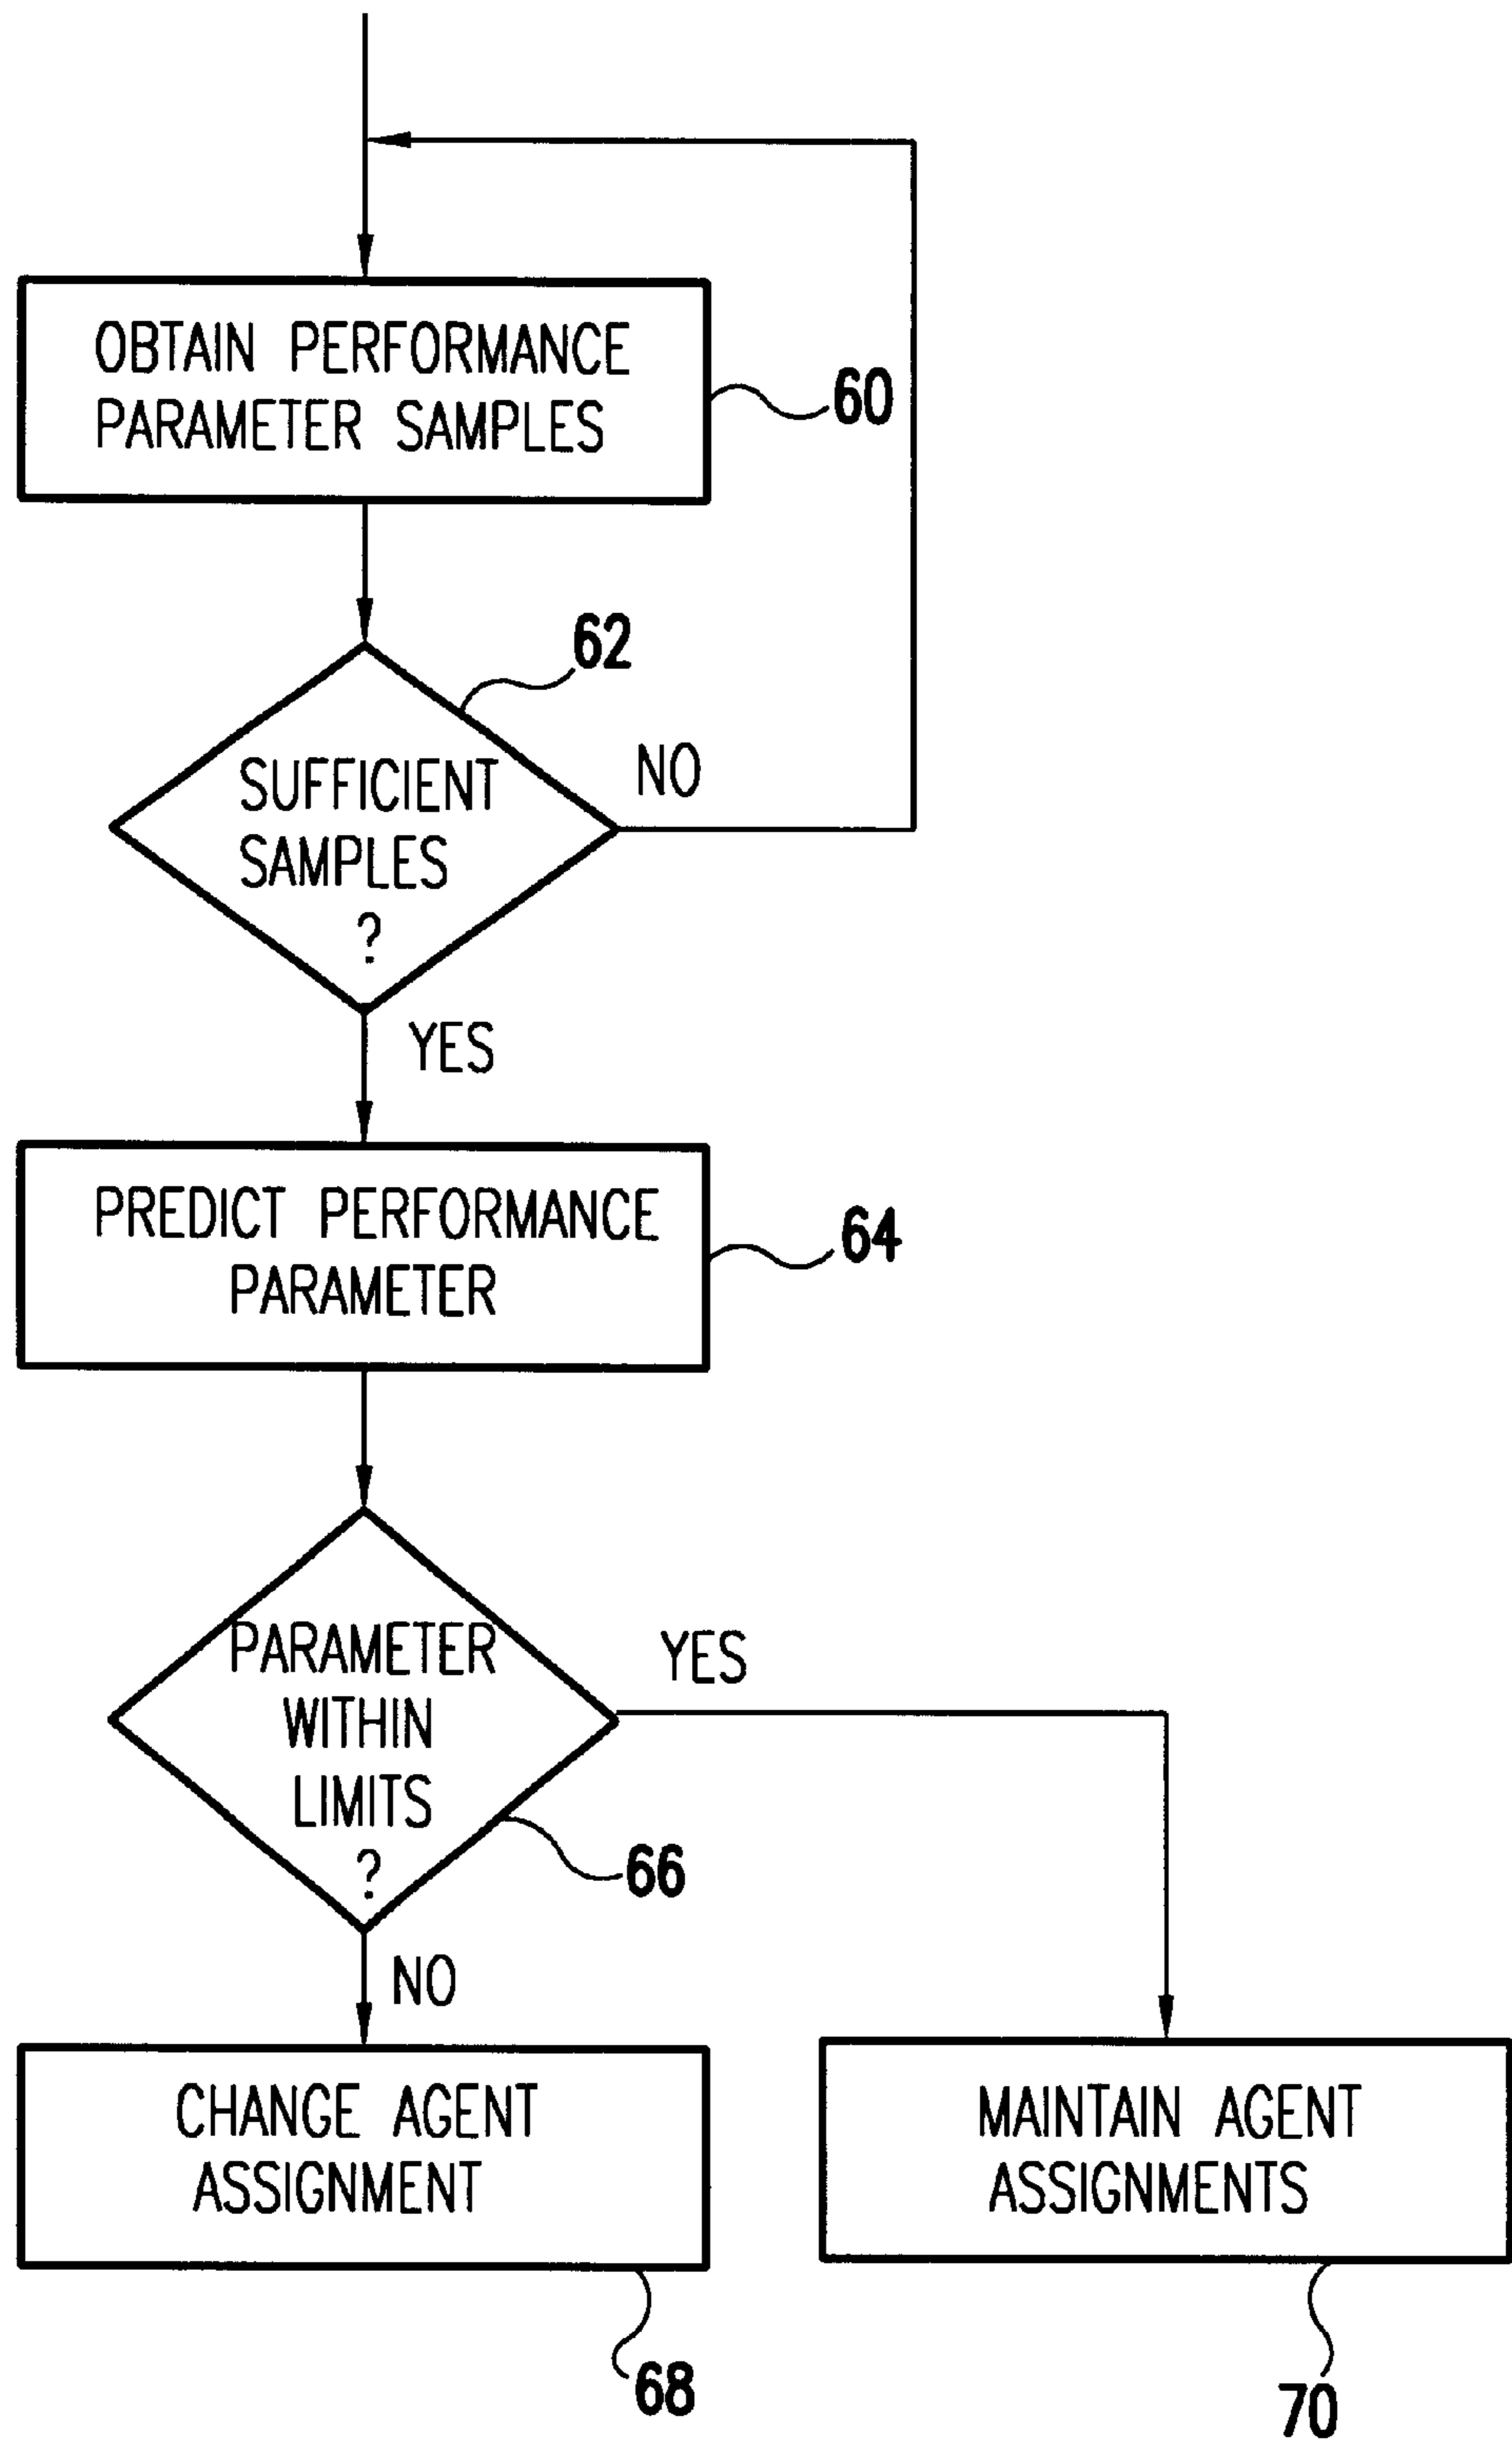 OBTAIN PERFORMANCE
PARAMETER SAMPLES
60
62
SUFFICIENT
SAMPLES
?
NO
YES
PREDICT PERFORMANCE
PARAMETER
64
PARAMETER
WITHIN
LIMITS
?
YES
66
NO
CHANGE AGENT
ASSIGNMENT
MAINTAIN AGENT
ASSIGNMENTS
68
70